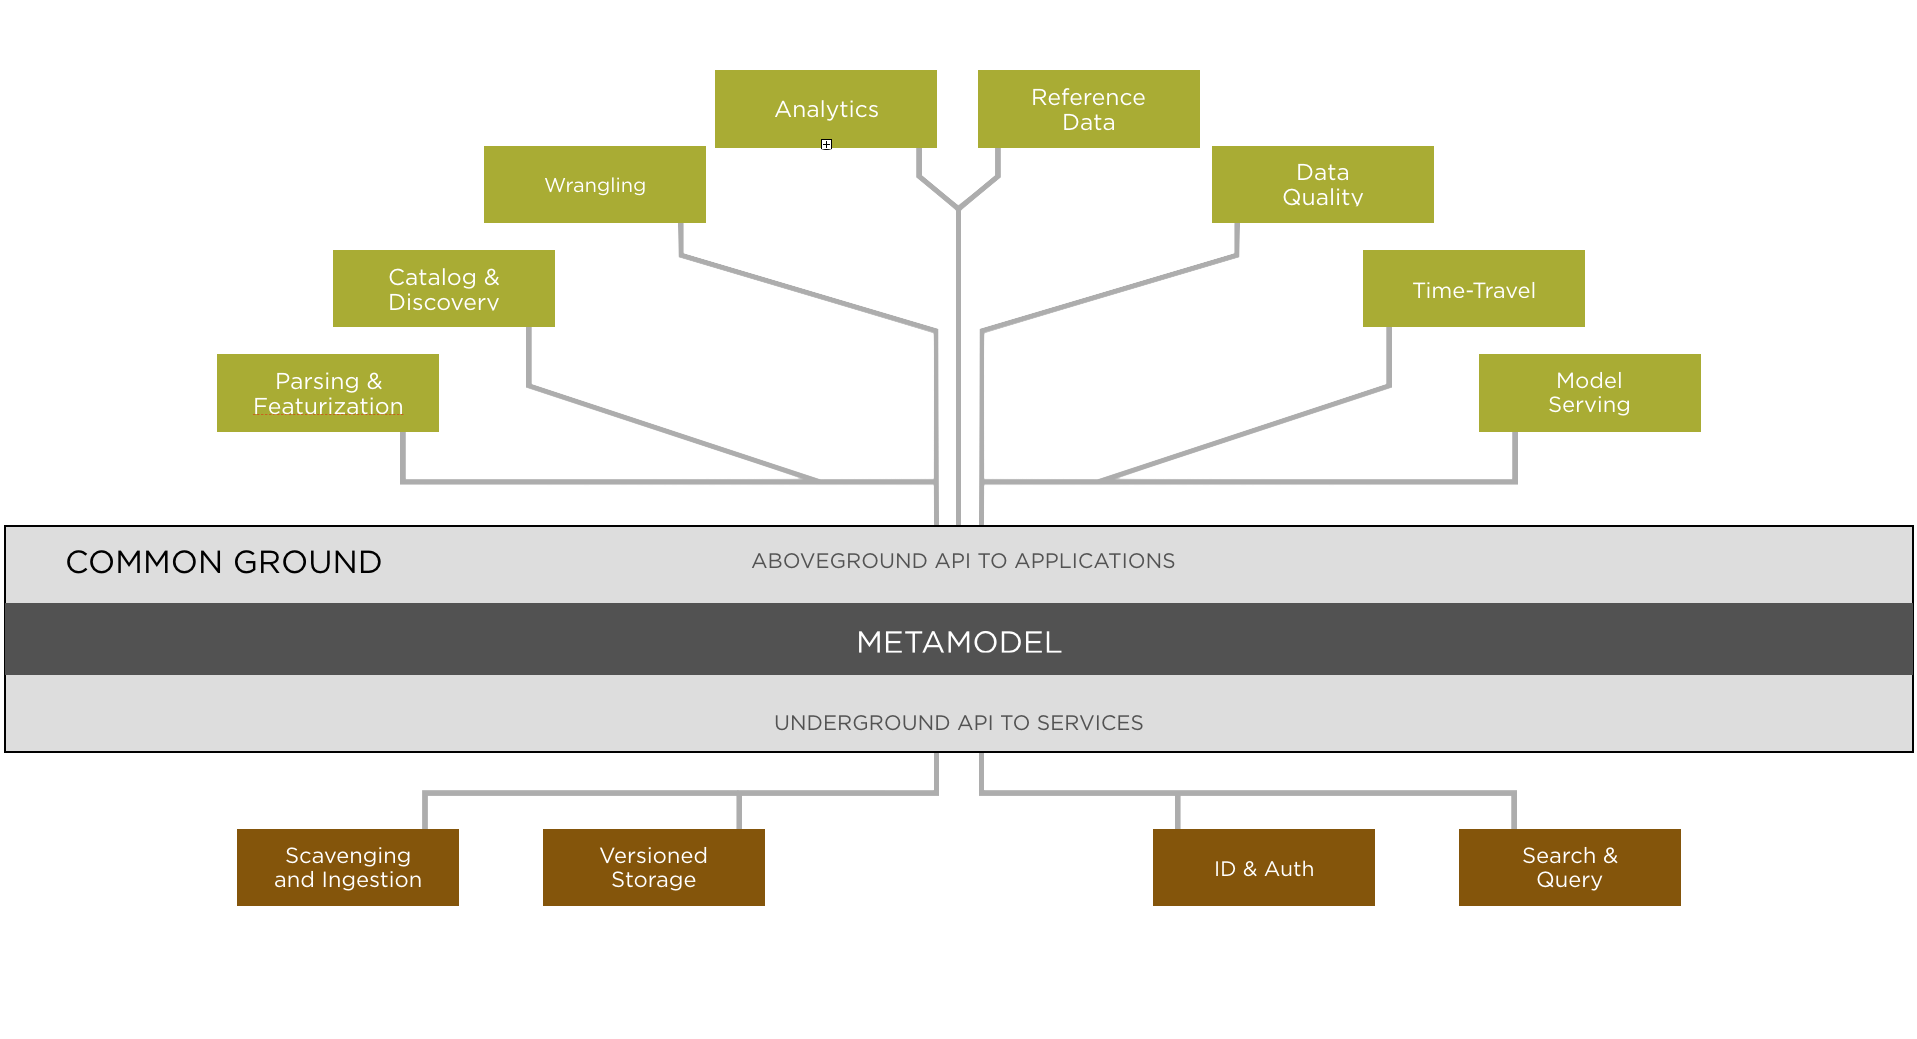 Analytics
Reference
Data
Wrangling
Data
Quality
Catalog &
Discovery
Time-Travel
Parsing &
Featurization
Model
Serving
COMMON GROUND
ABOVEGROUND API TO APPLICATIONS
METAMODEL
UNDERGROUND API TO SERVICES
Scavenging
and Ingestion
Versioned
Storage
ID & Auth
Search &
Query